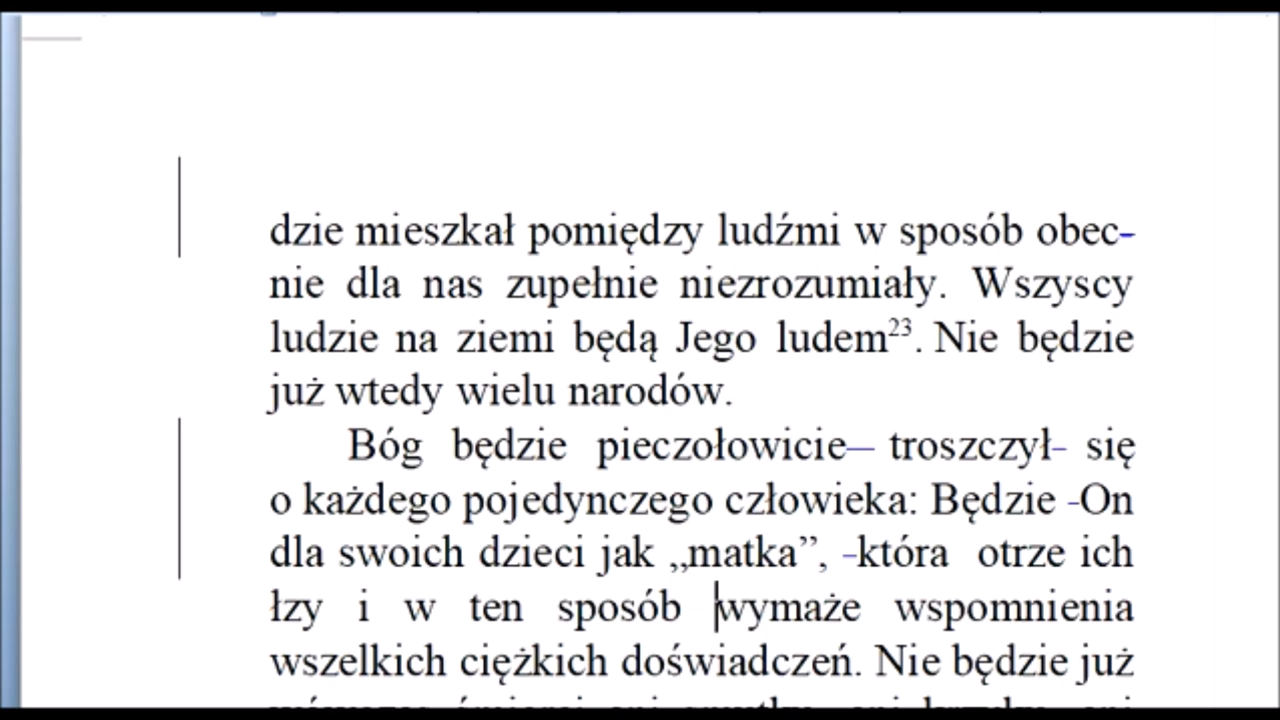 dzie mieszkał pomiędzy ludźmi w sposób obec-
nie dla nas zupełnie niezrozumiały. Wszyscy
ludzie na ziemi będą Jego ludem²³. Nie będzie
już wtedy wielu narodów.
Bóg będzie pieczołowicie– troszczył- się
o każdego pojedynczego człowieka: Będzie -On
dla swoich dzieci jak „matka”, -która otrze ich
łzy i w ten sposób wymaże wspomnienia
wszelkich ciężkich doświadczeń. Nie będzie już